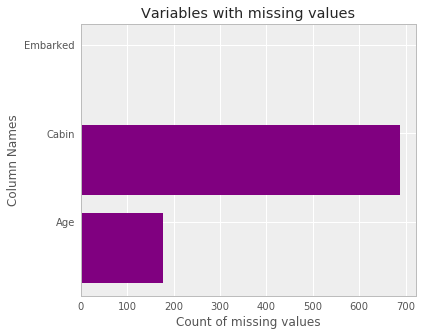 Variables with missing values
Embarked
Cabin
Age
Column Names
0 100 200 300 400 500 600 700
Count of missing values